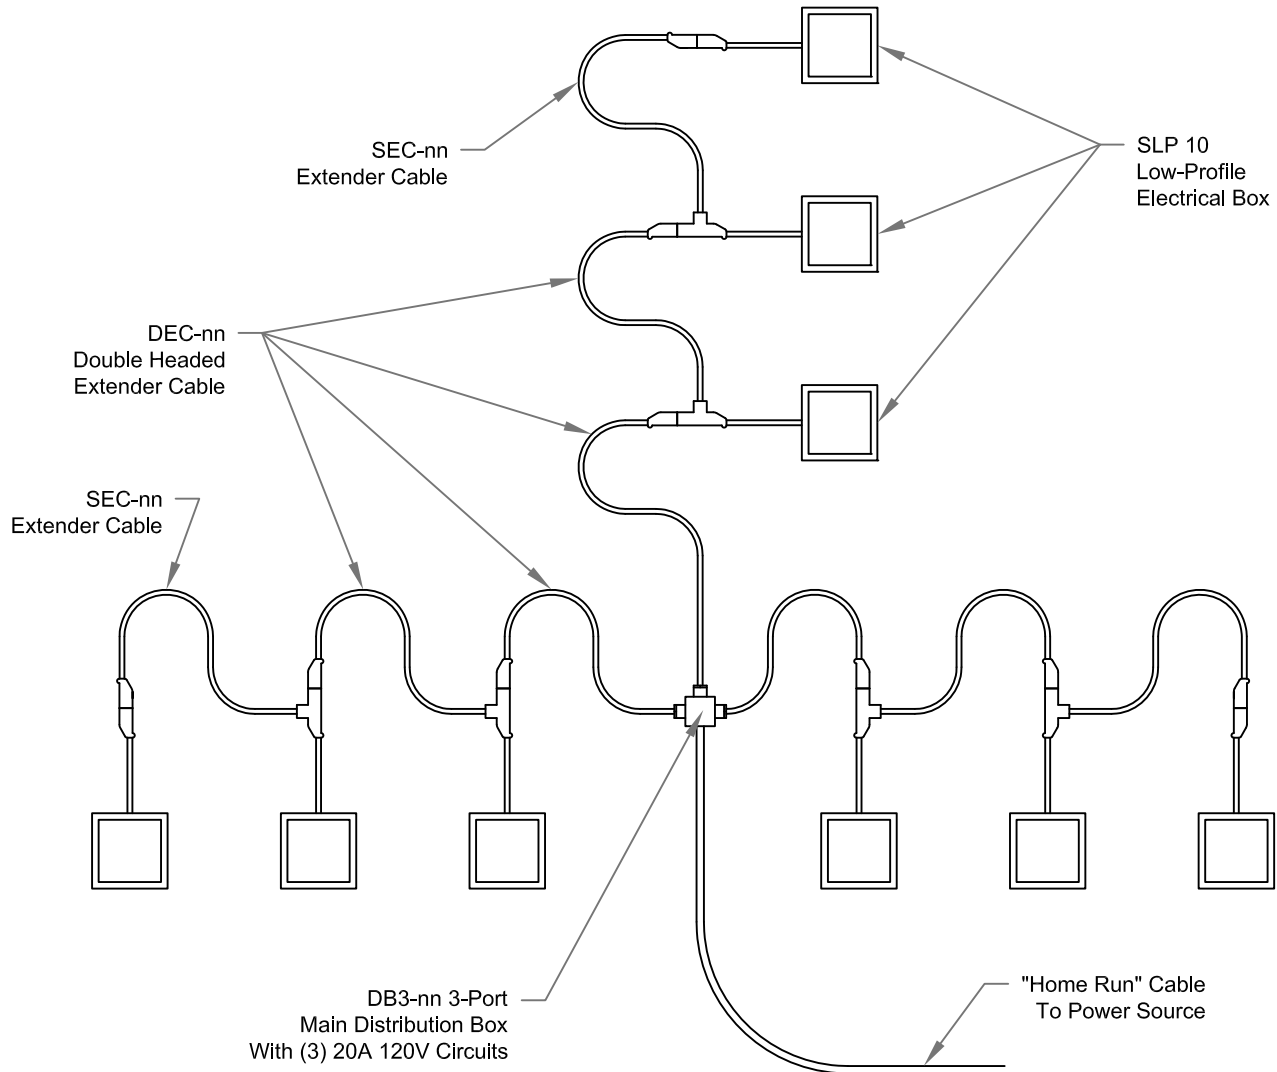 SEC-nn
Extender Cable
SLP 10
Low-Profile
Electrical Box
DEC-nn
Double Headed
Extender Cable
SEC-nn
Extender Cable
DB3-nn 3-Port
Main Distribution Box
With (3) 20A 120V Circuits
"Home Run" Cable
To Power Source